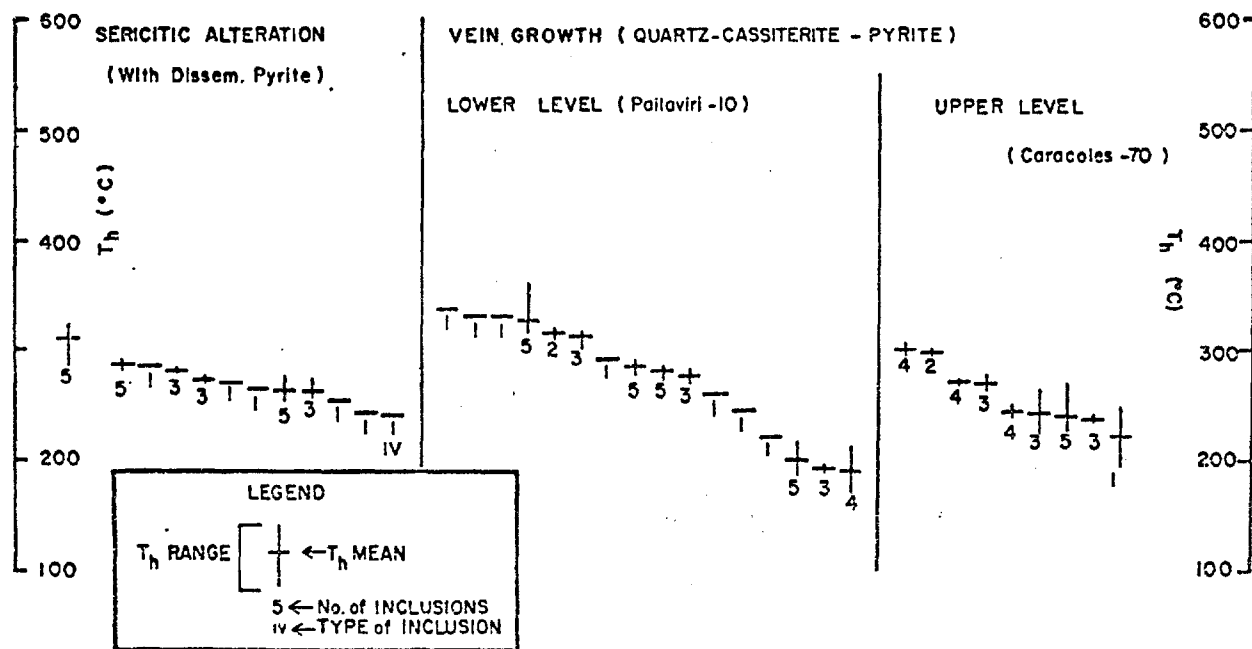 600
500
400
200
100
Th (°C)
SERICITIC ALTERATION
(With Dissem. Pyrite)
5 5 1 3 3 1 1 5 3 1 1 1
IV
VEIN GROWTH (QUARTZ-CASSITERITE - PYRITE)
LOWER LEVEL (Pailaviri -10)
1 1 1 5 2 3 1 5 5 3 1 1 1 5 3 4
UPPER LEVEL
(Caracoles -70)
4 2 4 3 4 3 5 3 1
600
500
400
300
200
100
Th (°C)
LEGEND
Th RANGE
←Th MEAN
5 ←No. of INCLUSIONS
IV ←TYPE of INCLUSION